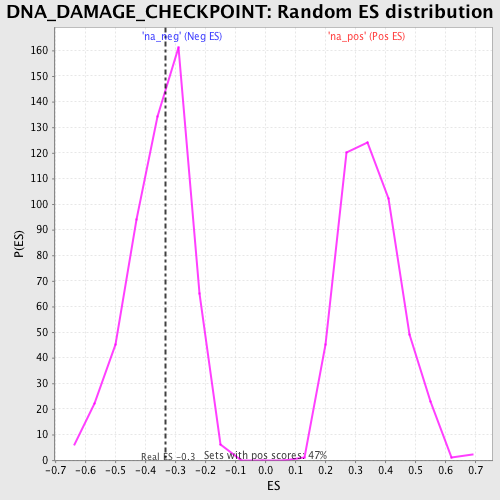 DNA_DAMAGE_CHECKPOINT: Random ES distribution
'na_neg' (Neg ES)
'na_pos' (Pos ES)
160
150
140
130
120
110
100
90
80
70
60
50
40
30
20
10
0
P(ES)
Real ES -0.3
Sets with pos scores: 47%
-0.7 -0.6 -0.5 -0.4 -0.3 -0.2 -0.1 0.0 0.1 0.2 0.3 0.4 0.5 0.6 0.7
ES